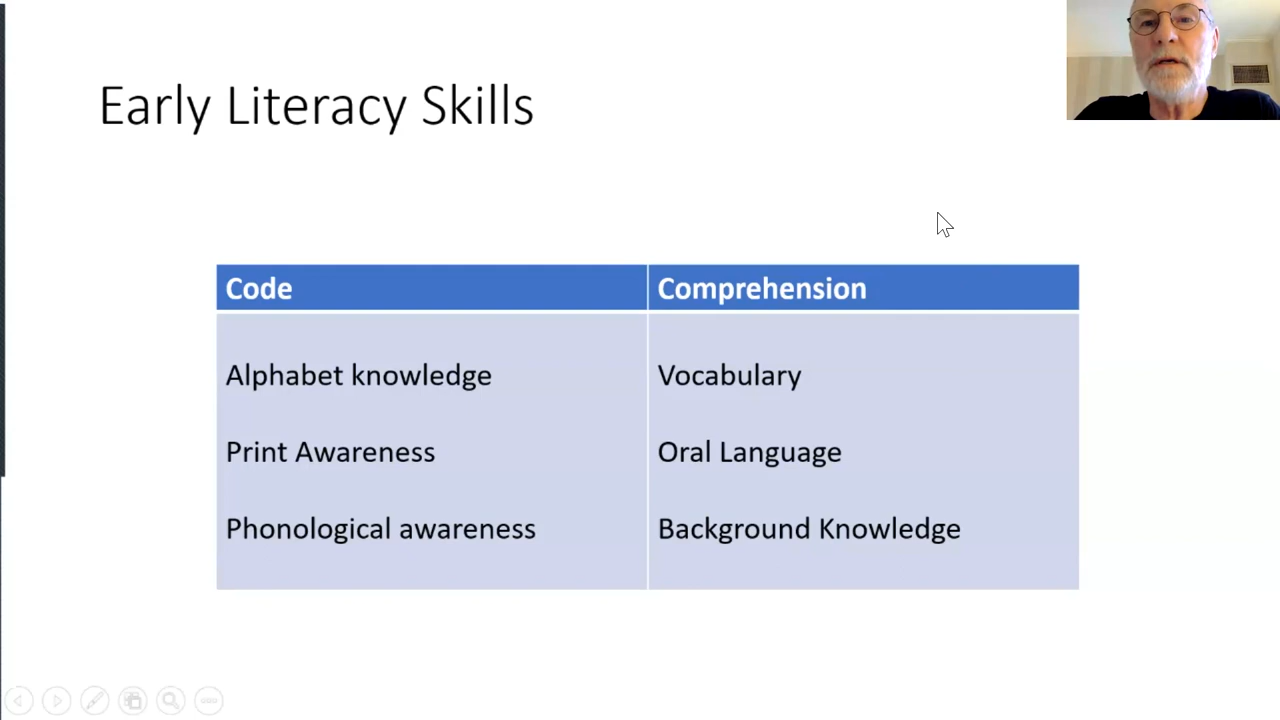 Early Literacy Skills
Code Comprehension
Alphabet knowledge Vocabulary
Print Awareness Oral Language
Phonological awareness Background Knowledge